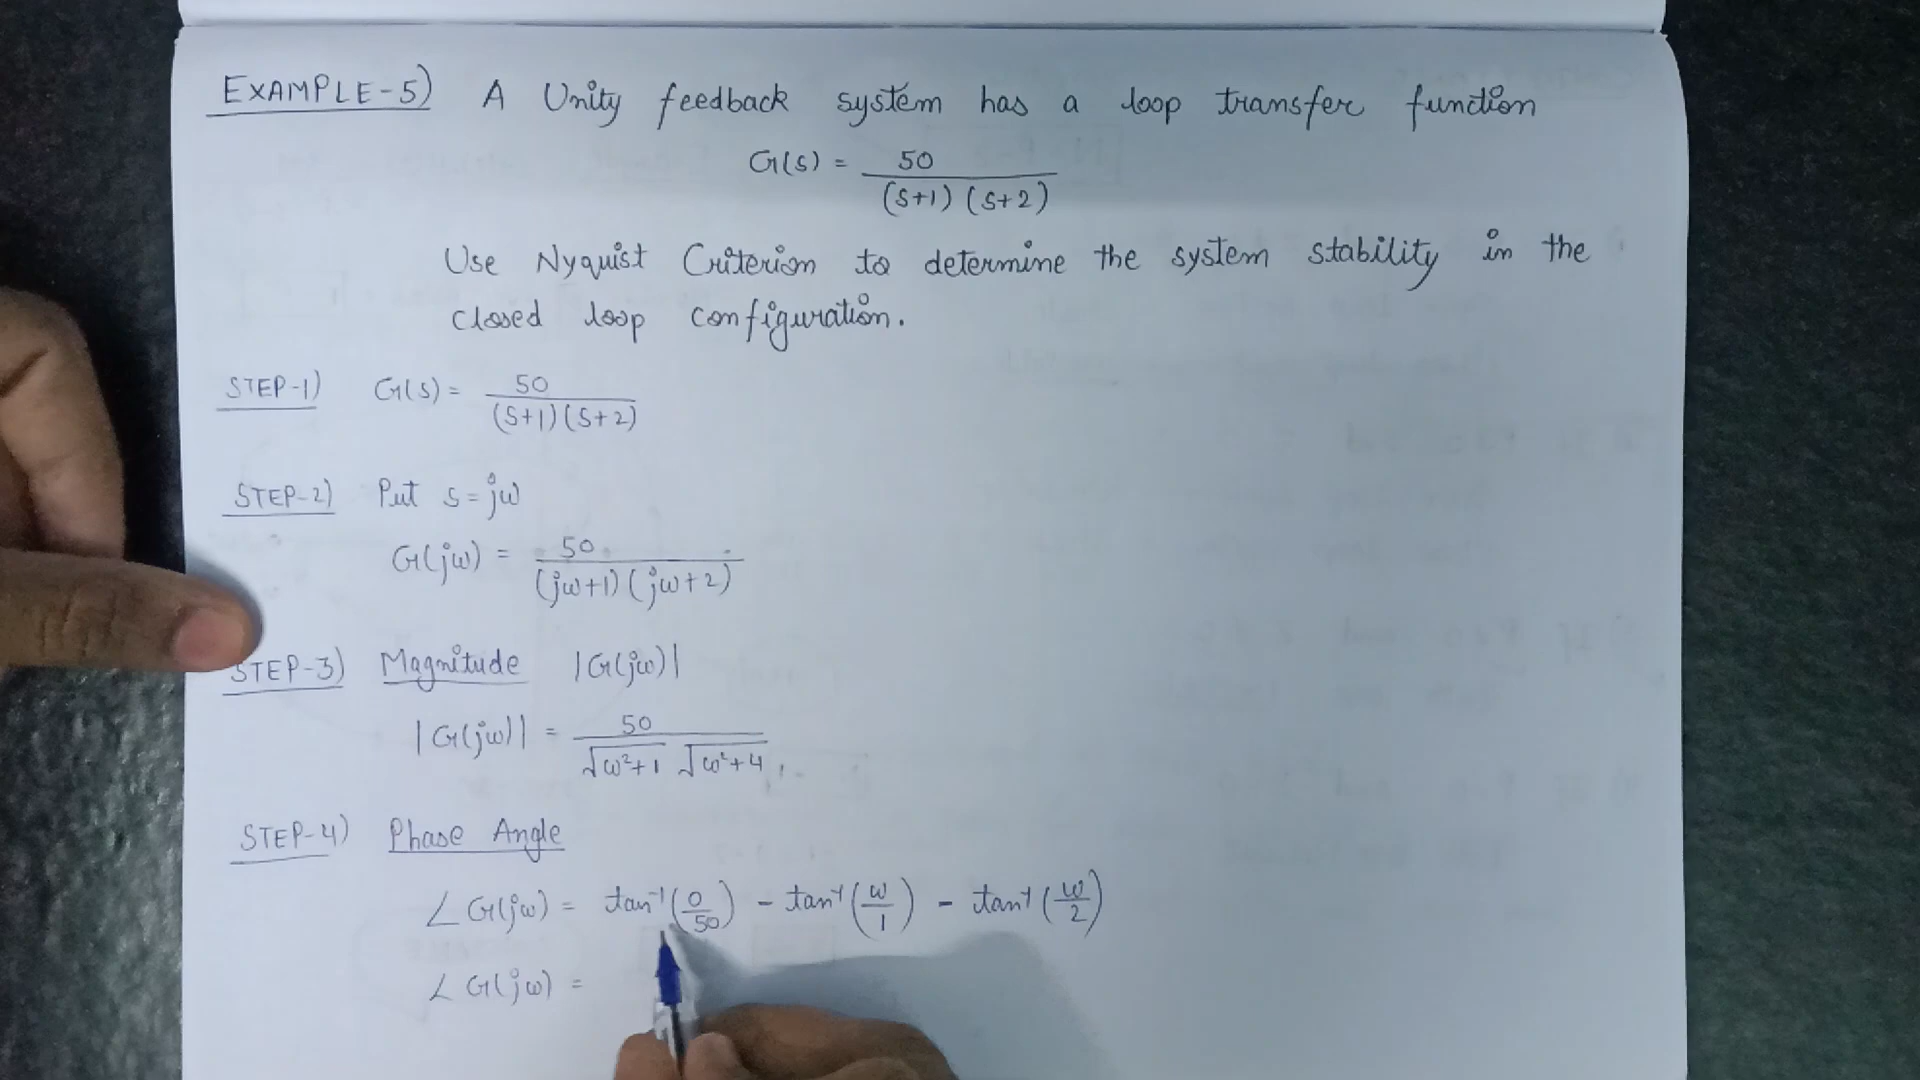 EXAMPLE-5) A Unity feedback system has a loop transfer function
G(s) = 50 / (s+1) (s+2)
Use Nyquist Criterion to determine the system stability in the
closed loop configuration.
STEP-1) G(s) = 50 / (s+1)(s+2)
STEP-2) Put s = jω
G(jω) = 50 / (jω+1) (jω+2)
STEP-3) Magnitude |G(jω)|
|G(jω)| = 50 / √ω²+1 √ω²+4
STEP-4) Phase Angle
∠G(jω) = tan⁻¹(0/50) - tan⁻¹(ω/1) - tan⁻¹(ω/2)
∠G(jω) =